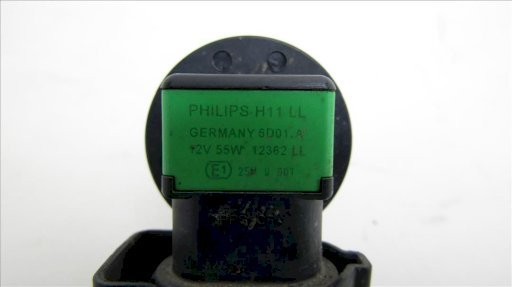 PHILIPS H11 LL
GERMANY 5D01.A
12V 55W 12362 LL
E1